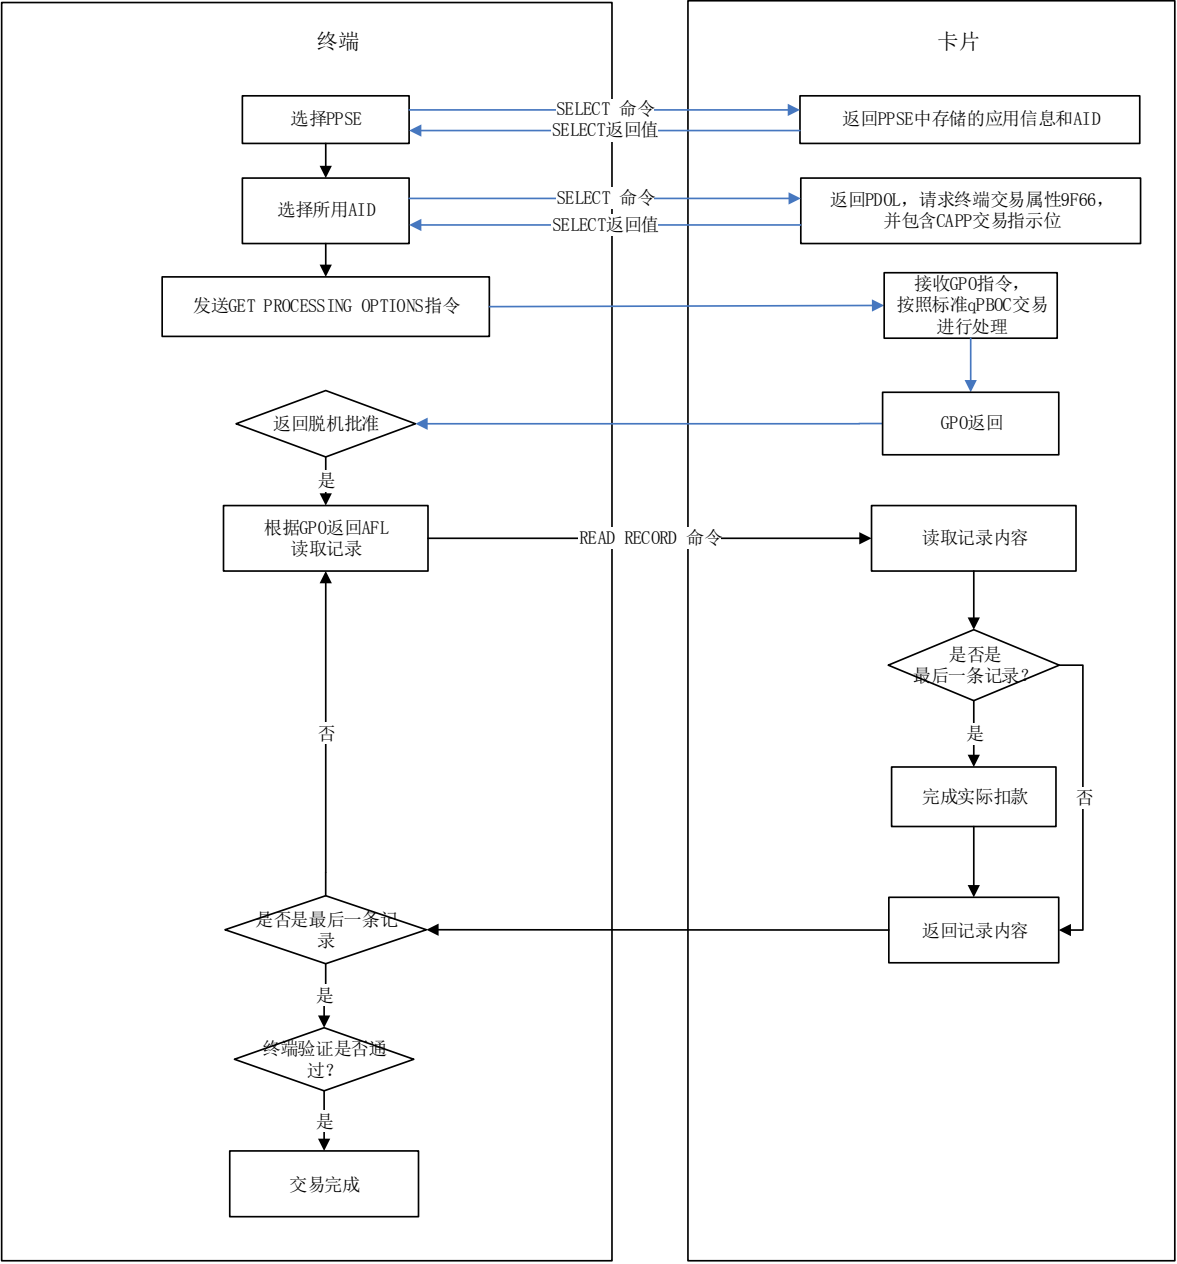 终端
卡片
选择PPSE
SELECT 命令
SELECT返回值
返回PPSE中存储的应用信息和AID
选择所用AID
SELECT 命令
SELECT返回值
返回PDOL，请求终端交易属性9F66，
并包含CAPP交易指示位
发送GET PROCESSING OPTIONS指令
接收GPO指令，
按照标准qPBOC交易
进行处理
返回脱机批准
GPO返回
是
根据GPO返回AFL
读取记录
READ RECORD 命令
读取记录内容
是否是
最后一条记录？
否
是
完成实际扣款
否
是否是最后一条记
录
返回记录内容
是
终端验证是否通
过？
是
交易完成